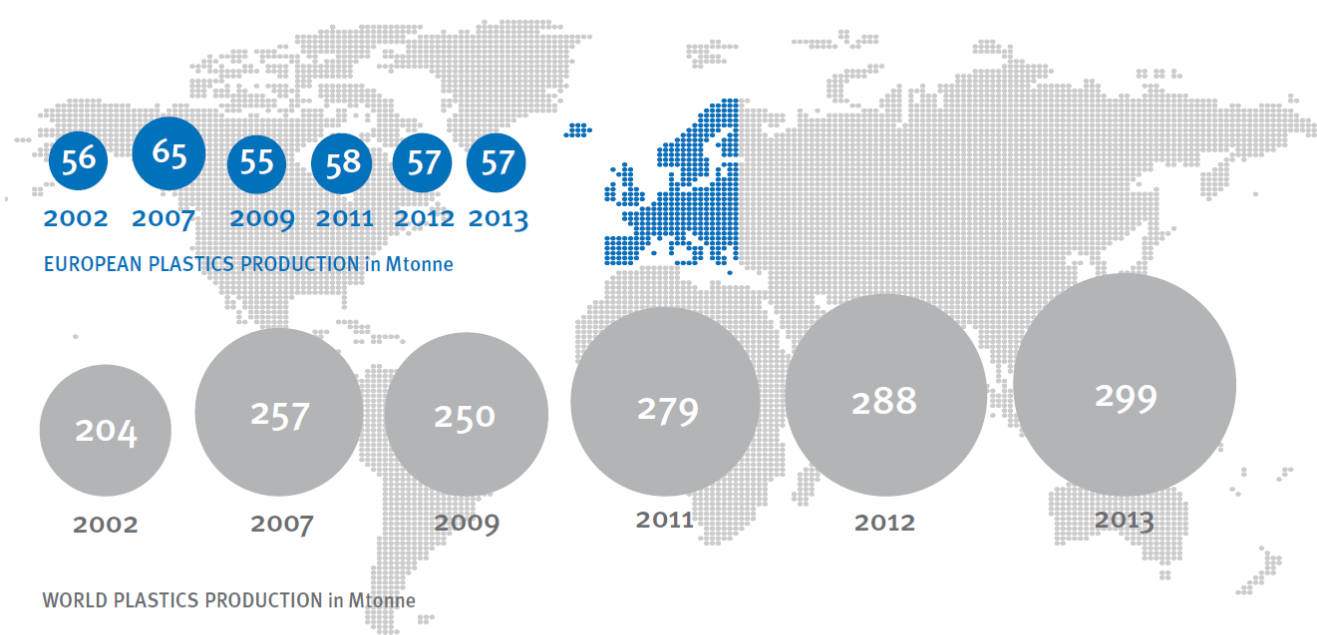 56 65 55 58 57 57
2002 2007 2009 2011 2012 2013
EUROPEAN PLASTICS PRODUCTION in Mtonne
204 257 250 279 288 299
2002 2007 2009 2011 2012 2013
WORLD PLASTICS PRODUCTION in Mtonne